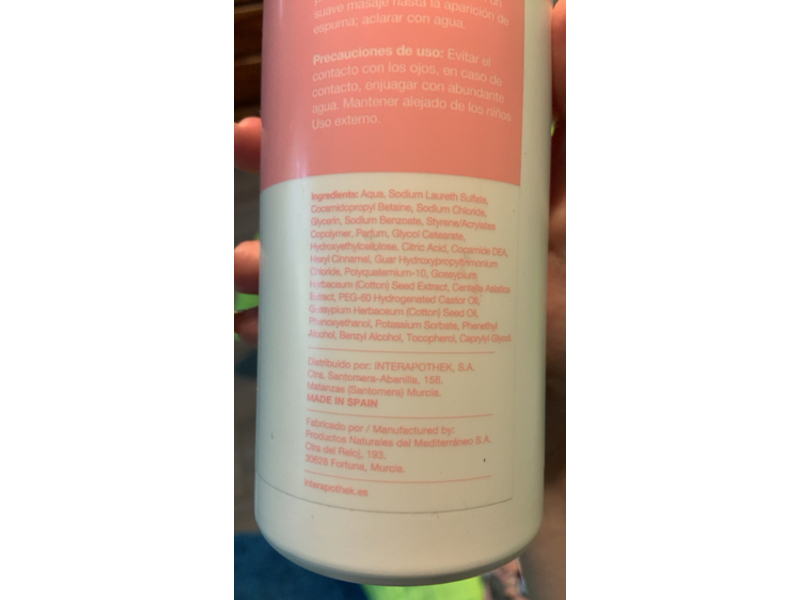 suave masaje hasta la aparición de
espuma; aclarar con agua.
Precauciones de uso: Evitar el
contacto con los ojos, en caso de
contacto, enjuagar con abundante
agua. Mantener alejado de los niños
Uso externo.
Ingredients: Aqua, Sodium Laureth Sulfate,
Cocamidopropyl Betaine, Sodium Chloride,
Glycerin, Sodium Benzoate, Styrene/Acrylates
Copolymer, Parfum, Glycol Cetearate,
Hydroxyethylcellulose, Citric Acid, Cocamide DEA,
Hexyl Cinnamal, Guar Hydroxypropyltrimonium
Chloride, Polyquaternium-10, Gossypium
Herbaceum (Cotton) Seed Extract, Centella Asiatica
Extract, PEG-60 Hydrogenated Castor Oil,
Gossypium Herbaceum (Cotton) Seed Oil,
Phenoxyethanol, Potassium Sorbate, Phenethyl
Alcohol, Benzyl Alcohol, Tocopherol, Caprylyl Glycol.
Distribuido por: INTERAPOTHEK, S.A.
Ctra. Santomera-Abanilla, 158.
Matanzas (Santomera) Murcia.
MADE IN SPAIN
Fabricado por / Manufactured by:
Productos Naturales del Mediterráneo S.A.
Ctra del Reloj, 193.
30628 Fortuna, Murcia.
interapothek.es